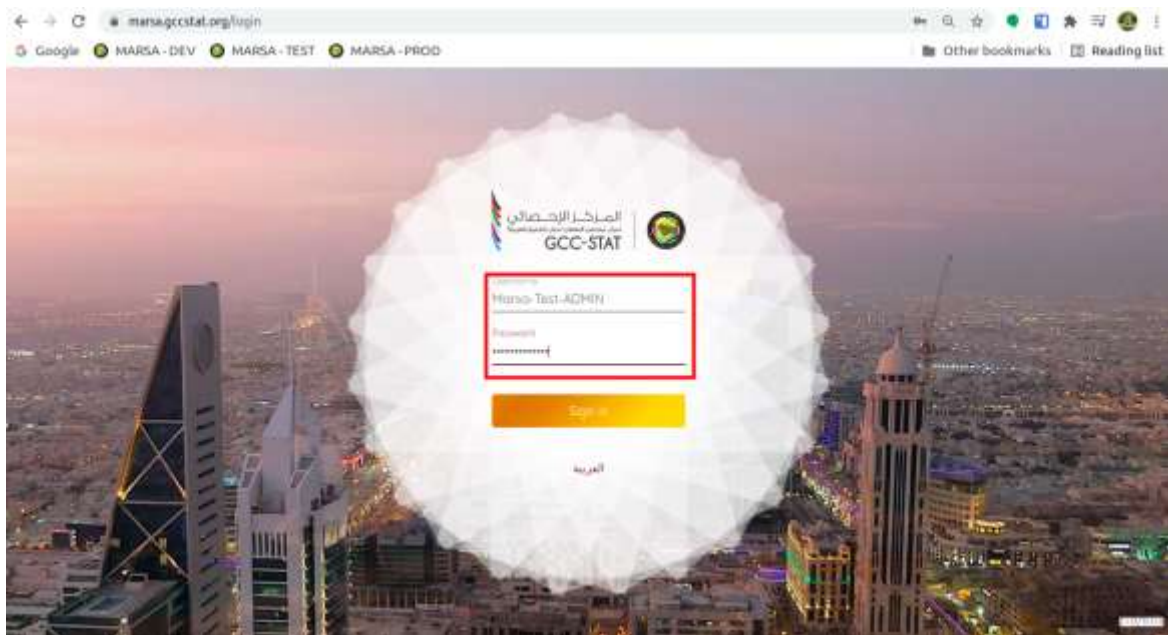 marsa.gccstat.org/login
Google MARSA - DEV MARSA - TEST MARSA - PROD Other bookmarks Reading list
المركز الإحصائي
GCC-STAT
Username
Marsa-Test-ADMIN
Password
Sign in
العربية